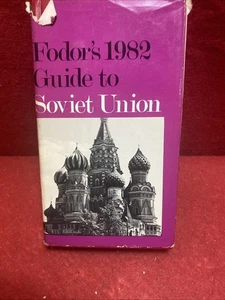 Fodor's 1982
Guide to
Soviet Union